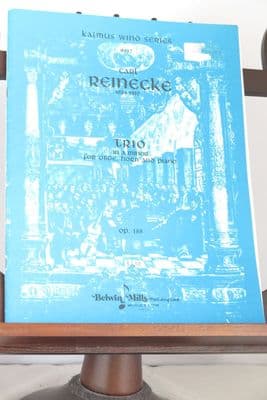 KALMUS WIND SERIES
CARL
REINECKE
TRIO
IN A MINOR
FOR OBOE, HORN AND PIANO
OP. 188
Belwin Mills